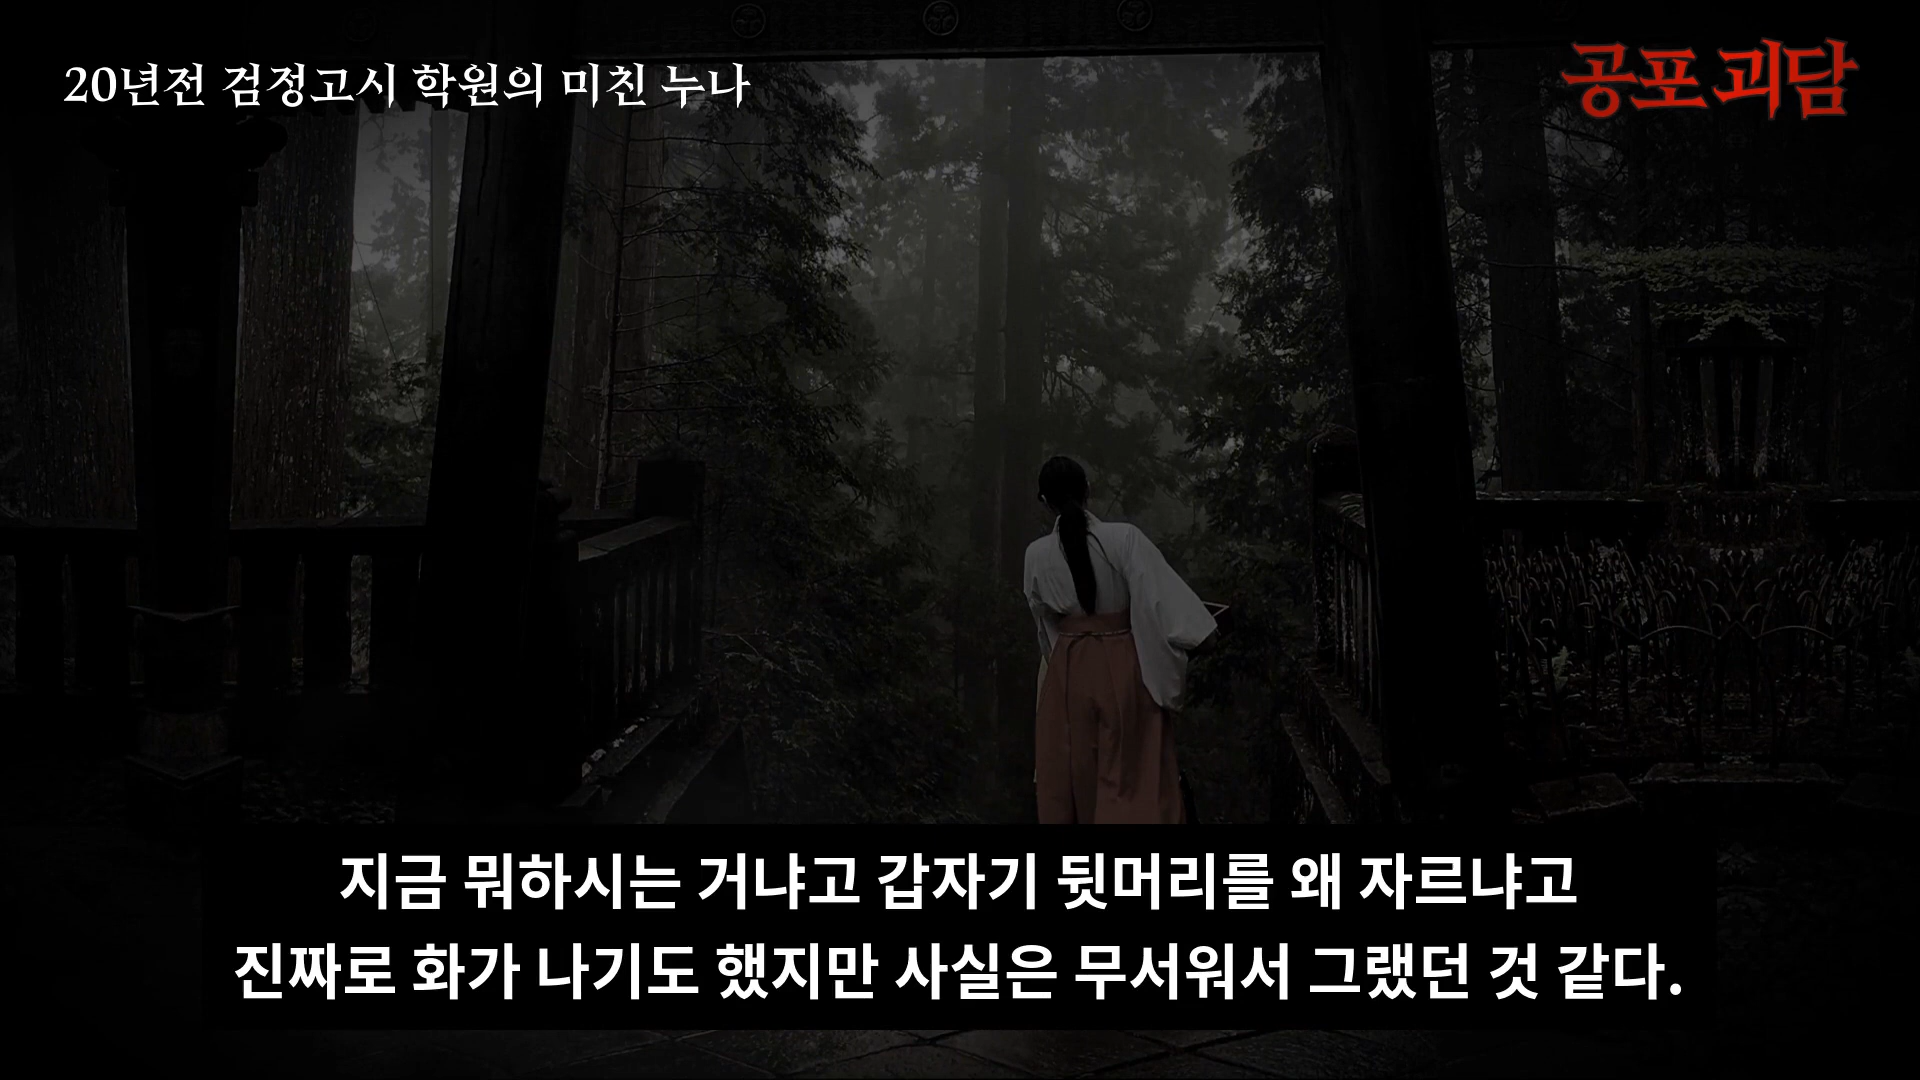 20년전 검정고시 학원의 미친 누나
공포 괴담
지금 뭐하시는 거냐고 갑자기 뒷머리를 왜 자르냐고
진짜로 화가 나기도 했지만 사실은 무서워서 그랬던 것 같다.